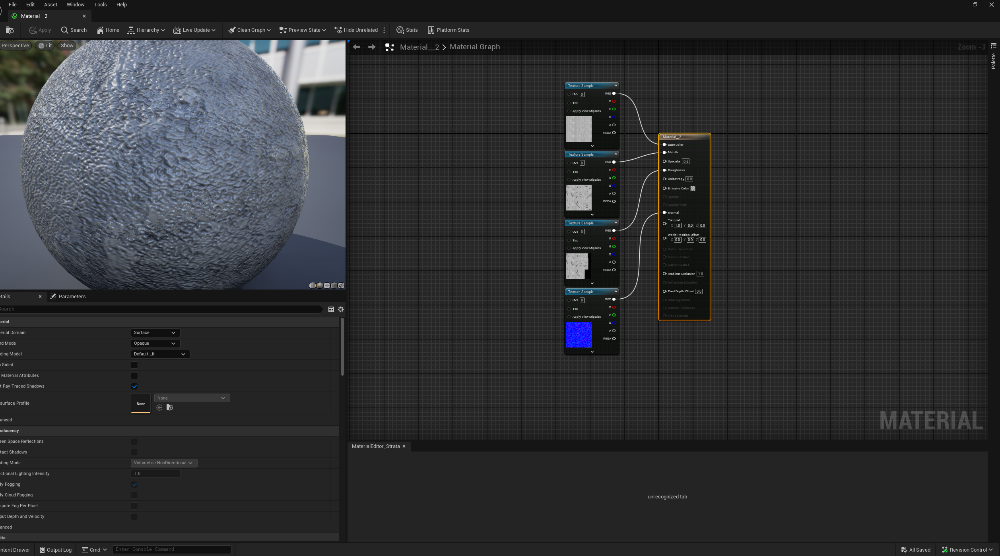 File Edit Asset Window Tools Help
Material__2
Apply Search Home Hierarchy Live Update Clean Graph Preview State Hide Unrelated Stats Platform Stats
Perspective Lit Show
Material__2 > Material Graph
Zoom -3
Palette
Texture Sample
UVs 0 RGB
R
Tex
G
Apply View MipBias
B
A
RGBA
Texture Sample
UVs 0 RGB
R
Tex
G
Apply View MipBias
B
A
RGBA
Texture Sample
UVs 0 RGB
R
Tex
G
Apply View MipBias
B
A
RGBA
Texture Sample
UVs 0 RGB
R
Tex
G
Apply View MipBias
B
A
RGBA
Material__2
Base Color
Metallic
Specular 0.5
Roughness
Anisotropy 0.0
Emissive Color
Opacity
Opacity Mask
Normal
Tangent
X 1.0 Y 0.0 Z 0.0
World Position Offset
X 0.0 Y 0.0 Z 0.0
Subsurface Color
Custom Data 0
Custom Data 1
Ambient Occlusion 1.0
Refraction (Disabled)
Pixel Depth Offset 0.0
Shading Model
Surface Thickness
Front Material
MATERIAL
etails
Parameters
Search
terial
terial Domain Surface
nd Mode Opaque
ding Model Default Lit
o Sided
Material Attributes
t Ray Traced Shadows
surface Profile None None
anced
nslucency
een Space Reflections
tact Shadows
nting Mode Volumetric NonDirectional
ectional Lighting Intensity 1.0
ly Fogging
ly Cloud Fogging
mpute Fog Per Pixel
put Depth and Velocity
anced
ite
MaterialEditor_Strata
unrecognized tab
ontent Drawer Output Log Cmd Enter Console Command
All Saved Revision Control